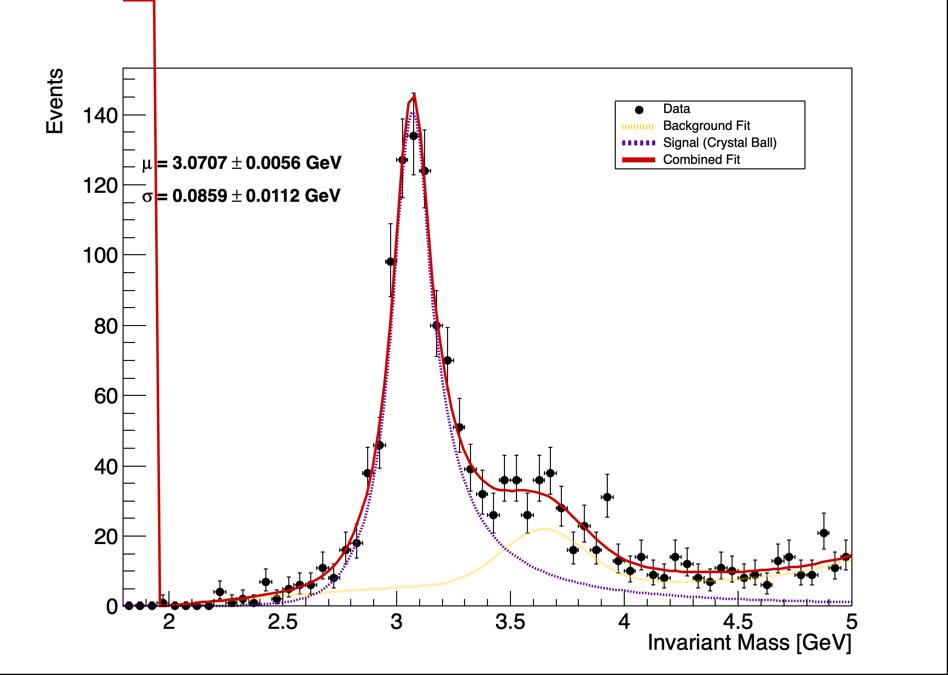 Events
140
120
100
80
60
40
20
0
μ = 3.0707 ± 0.0056 GeV
σ = 0.0859 ± 0.0112 GeV
Data
Background Fit
Signal (Crystal Ball)
Combined Fit
2 2.5 3 3.5 4 4.5 5
Invariant Mass [GeV]